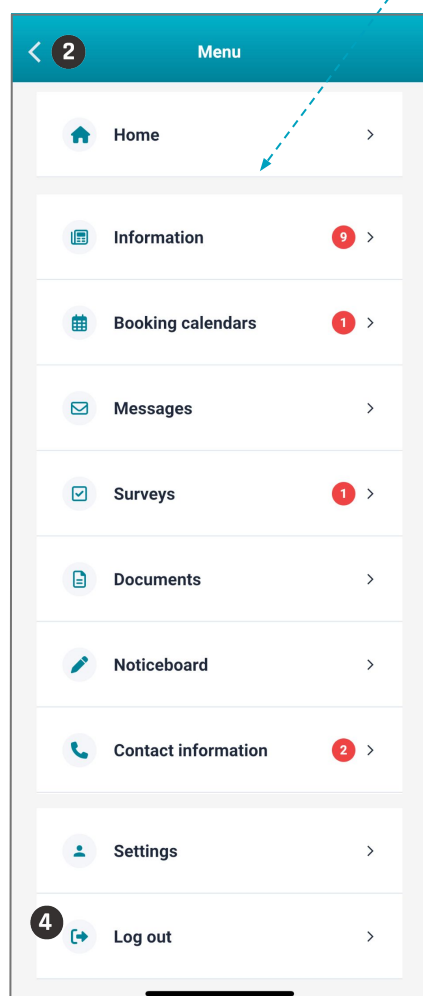 2 Menu
Home
Information 9
Booking calendars 1
Messages
Surveys 1
Documents
Noticeboard
Contact information 2
Settings
4 Log out